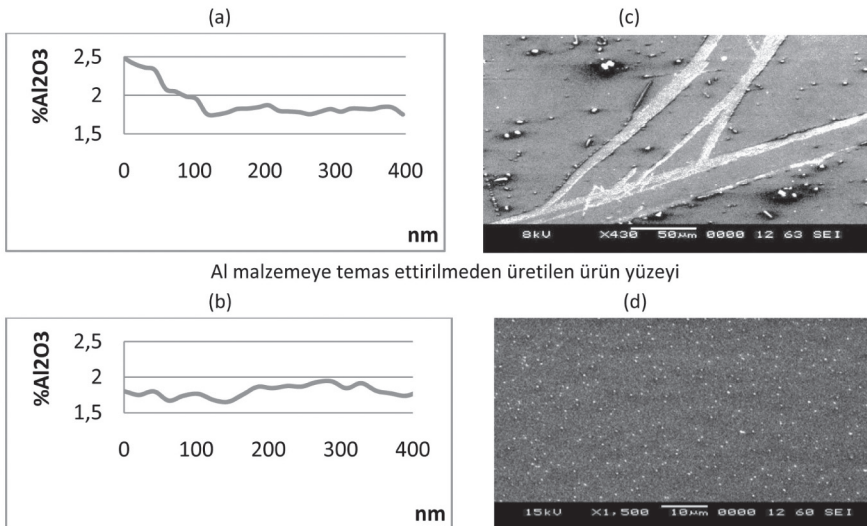 (a)
(c)
%Al2O3
2,5
2
1,5
0 100 200 300 400
nm
8kV X430 50μm 0000 12 63 SEI
Al malzemeye temas ettirilmeden üretilen ürün yüzeyi
(b)
(d)
%Al2O3
2,5
2
1,5
0 100 200 300 400
nm
15kV X1,500 10μm 0000 12 60 SEI